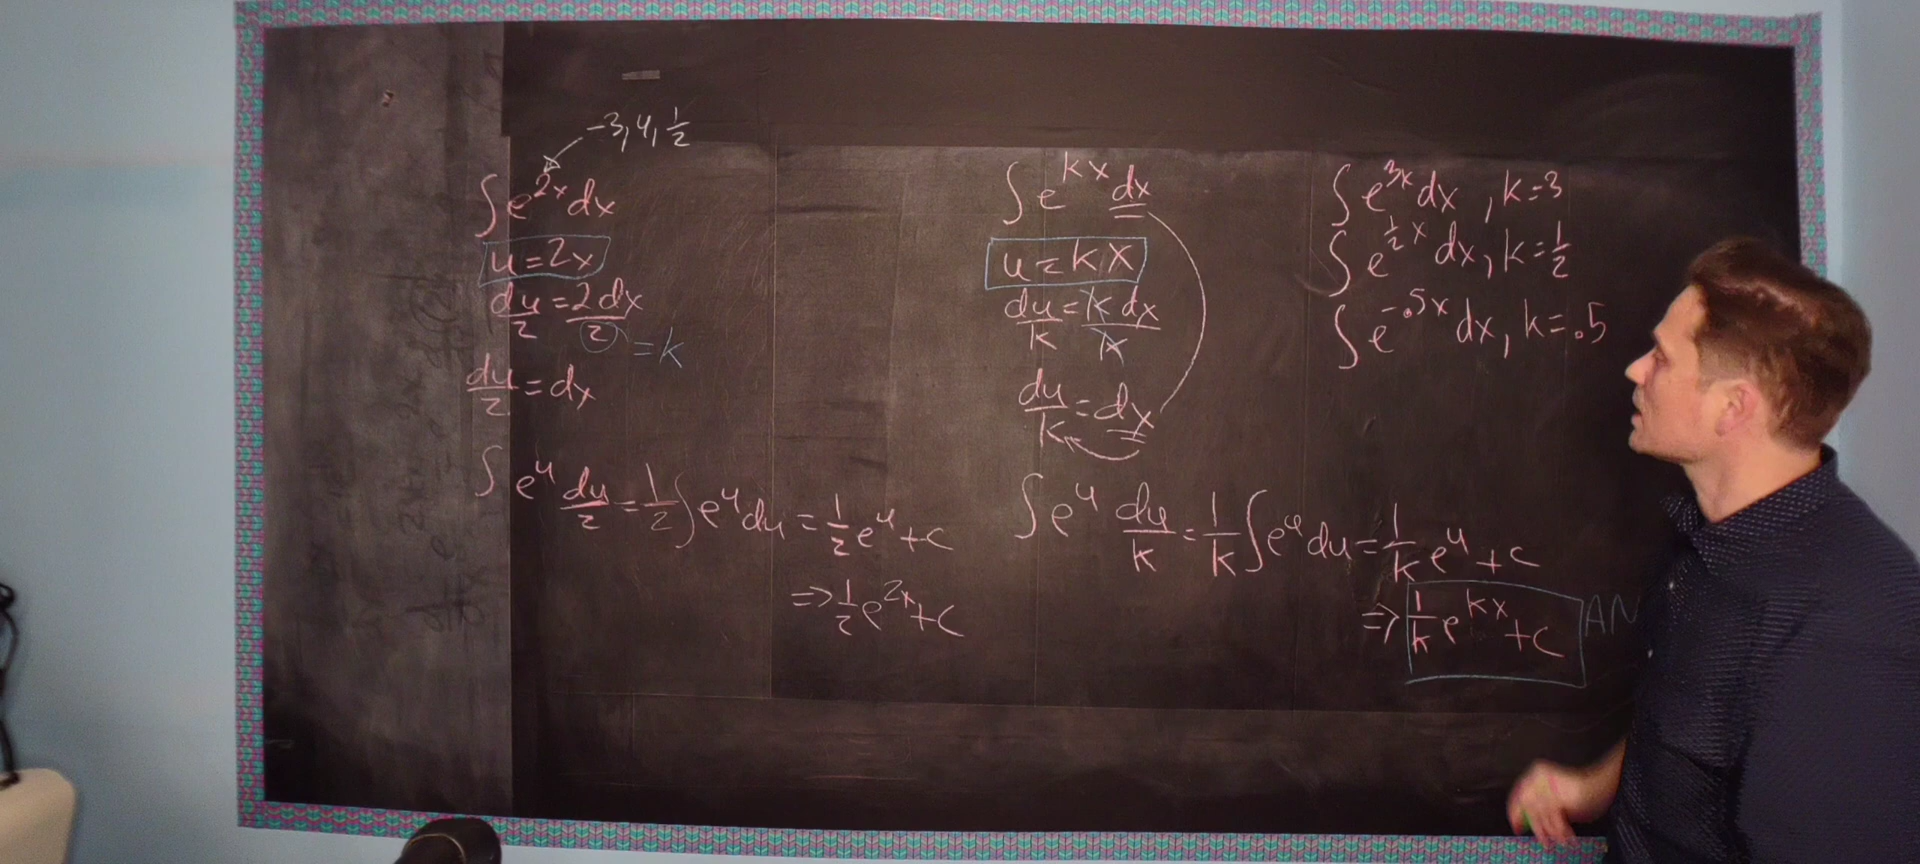 -3, 4, 1/2
∫ e^2x dx
u = 2x
du/2 = 2dx/2
= k
du/2 = dx
∫ e^u du/2 = 1/2 ∫ e^u du = 1/2 e^u + c
⇒ 1/2 e^2x + c
∫ e^kx dx
u = kx
du/k = k dx/k
du/k = dx
∫ e^u du/k = 1/k ∫ e^u du = 1/k e^u + c
⇒ 1/k e^kx + c AN
∫ e^3x dx, k=3
∫ e^1/2 x dx, k=1/2
∫ e^-.5x dx, k=.5